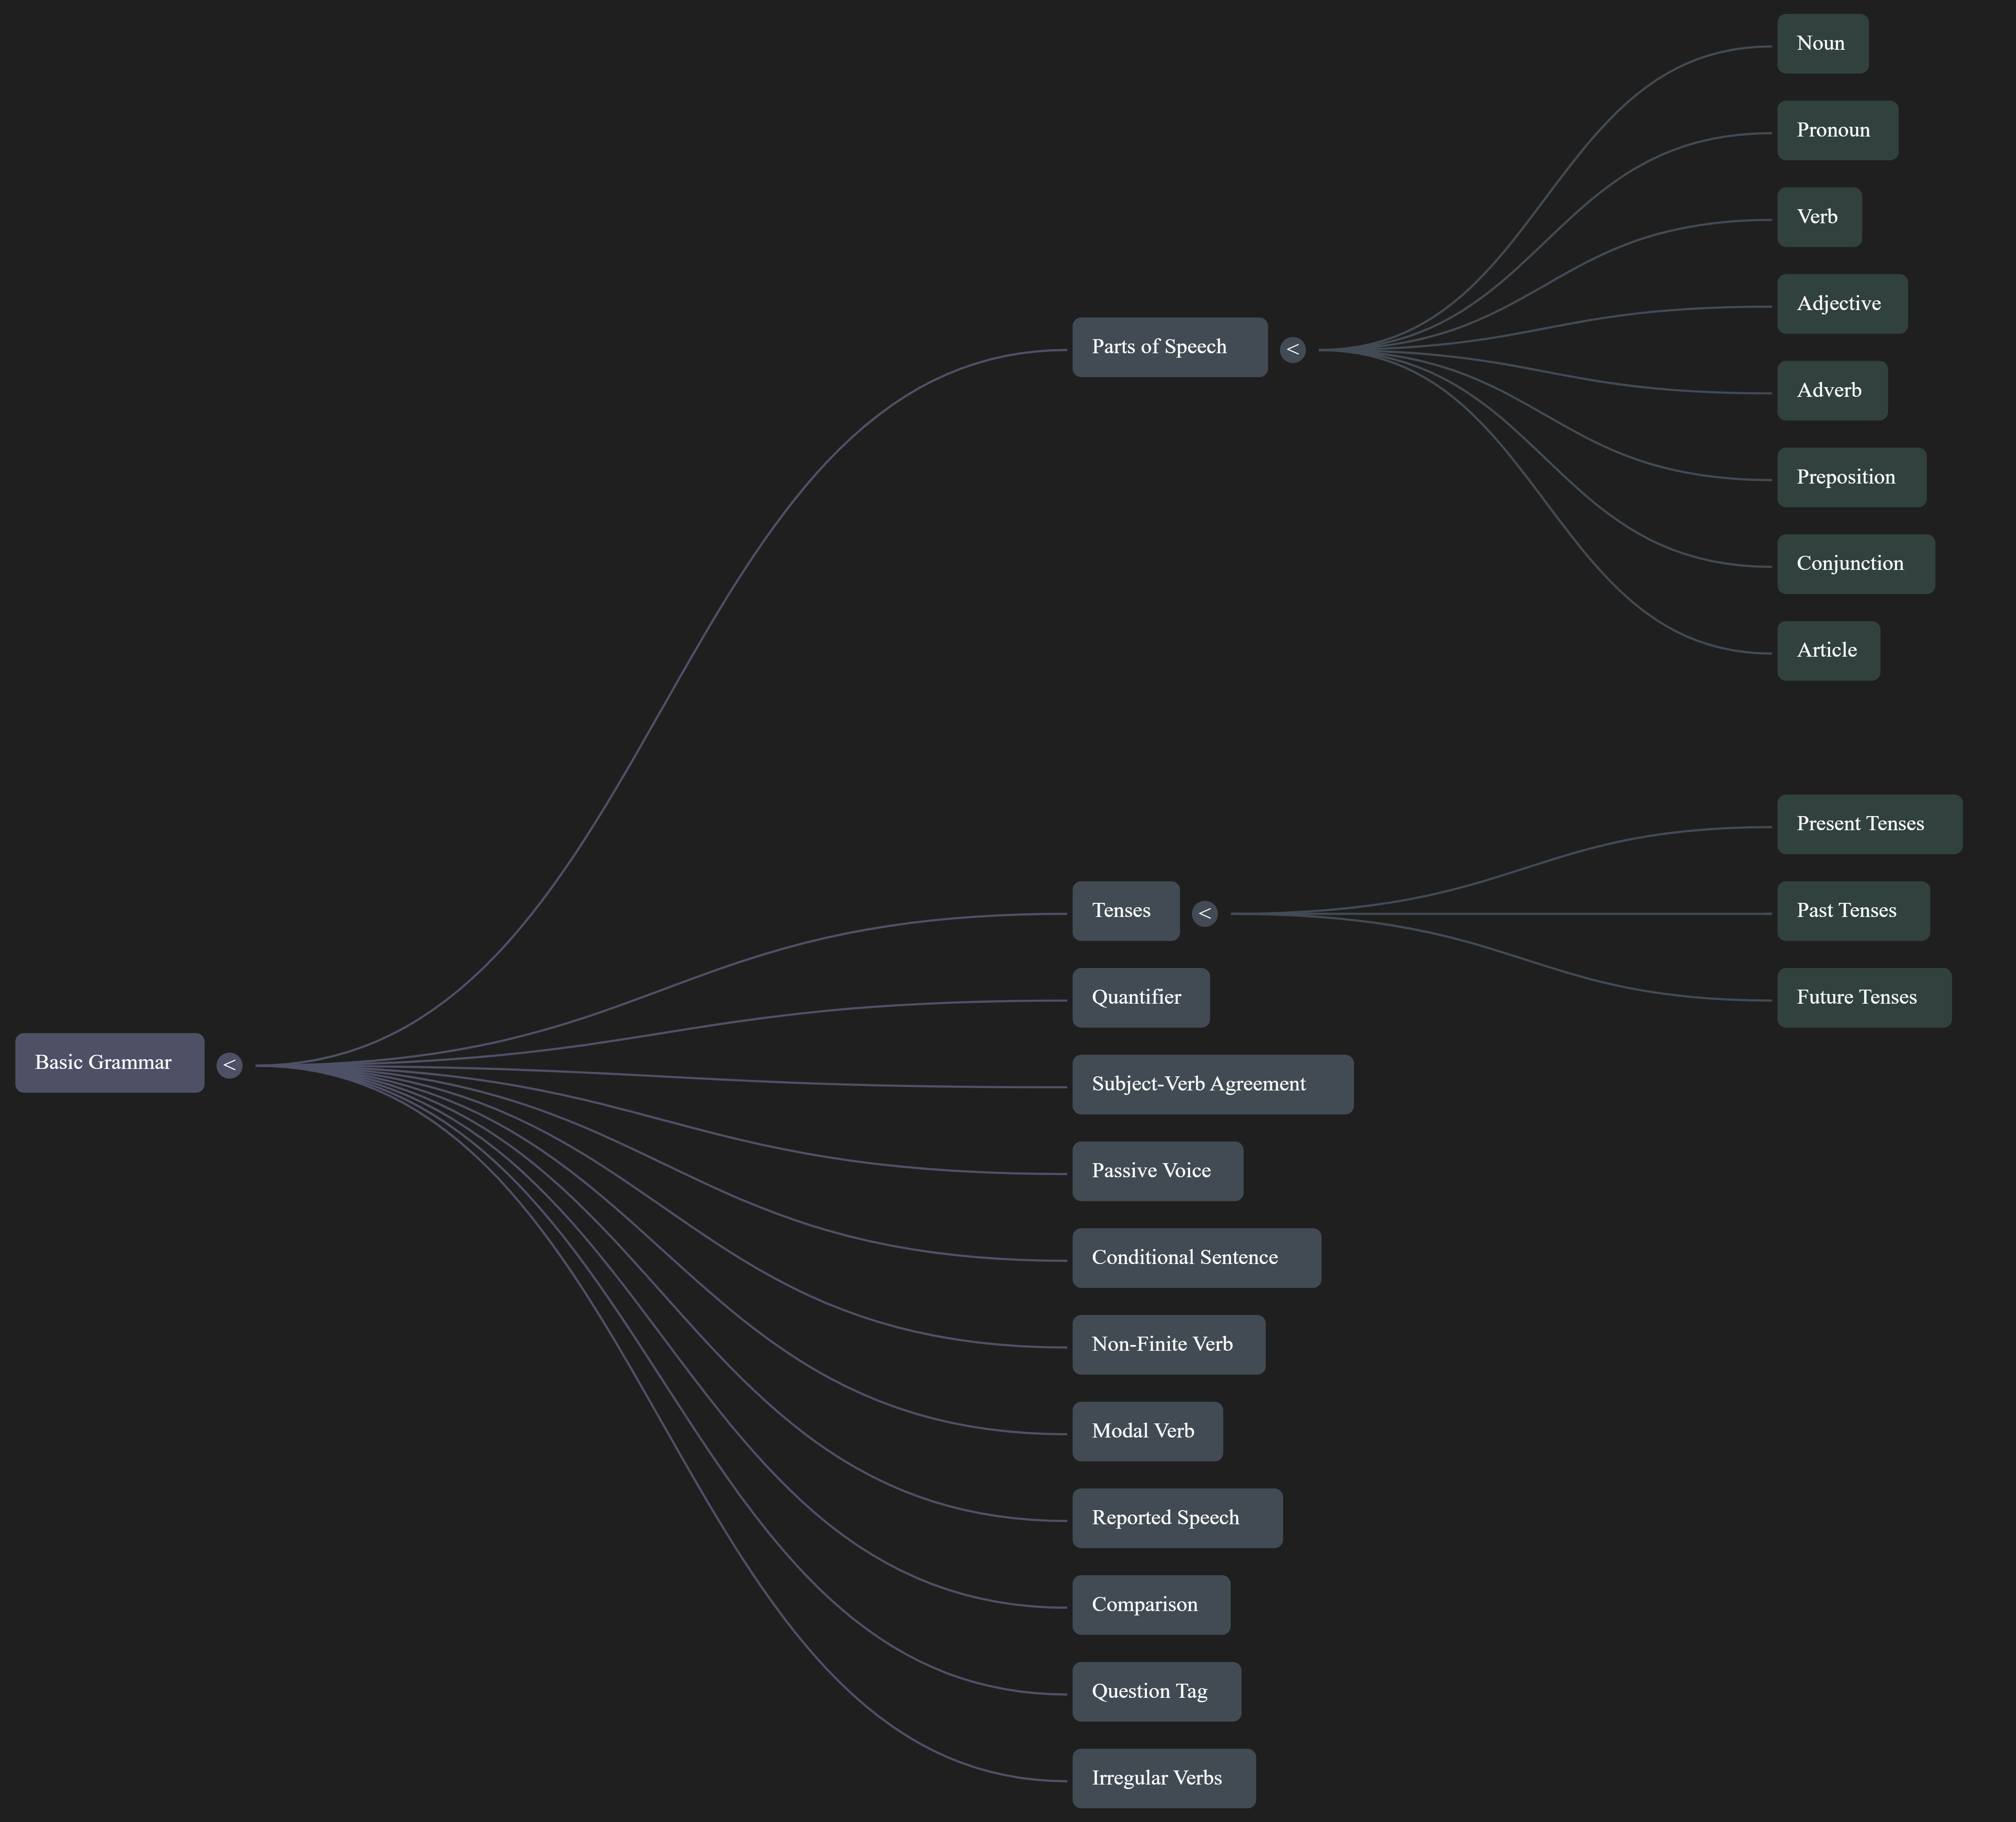 Basic Grammar
<
Parts of Speech
<
Noun
Pronoun
Verb
Adjective
Adverb
Preposition
Conjunction
Article
Tenses
<
Present Tenses
Past Tenses
Future Tenses
Quantifier
Subject-Verb Agreement
Passive Voice
Conditional Sentence
Non-Finite Verb
Modal Verb
Reported Speech
Comparison
Question Tag
Irregular Verbs